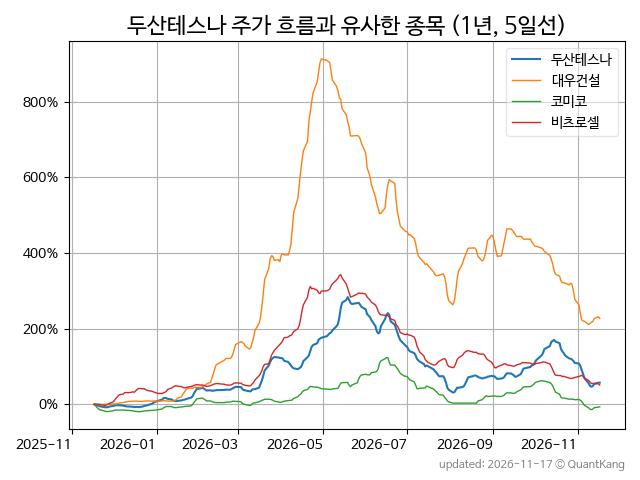 두산테스나 주가 흐름과 유사한 종목 (1년, 5일선)
두산테스나
대우건설
코미코
비츠로셀
800%
600%
400%
200%
0%
2025-11 2026-01 2026-03 2026-05 2026-07 2026-09 2026-11
updated: 2026-11-17 © QuantKang